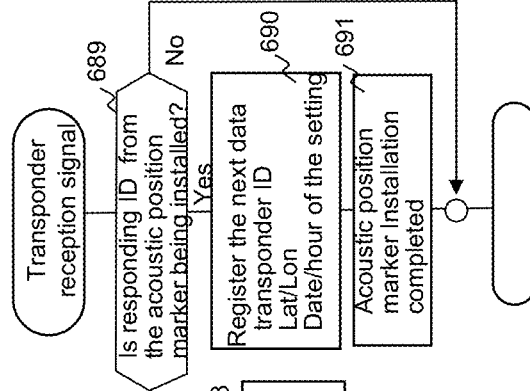 Transponder
reception signal
689
Is responding ID from
the acoustic position
marker being installed?
No
Yes
690
Register the next data
transponder ID
Lat/Lon
Date/hour of the setting
691
Acoustic position
marker Installation
completed